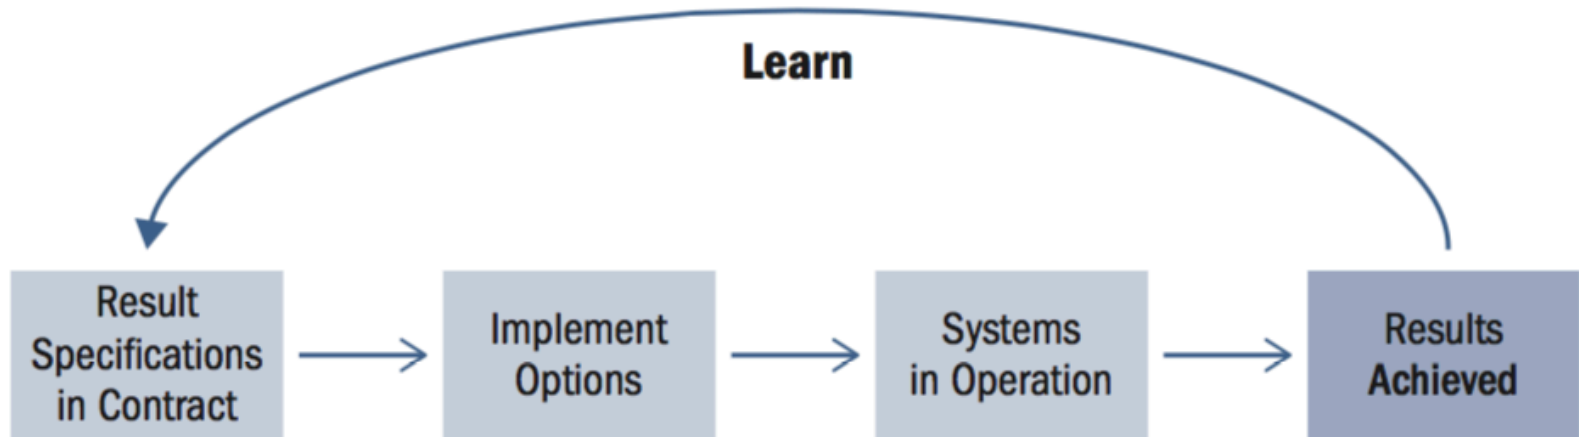 Learn
Result
Specifications
in Contract
Implement
Options
Systems
in Operation
Results
Achieved